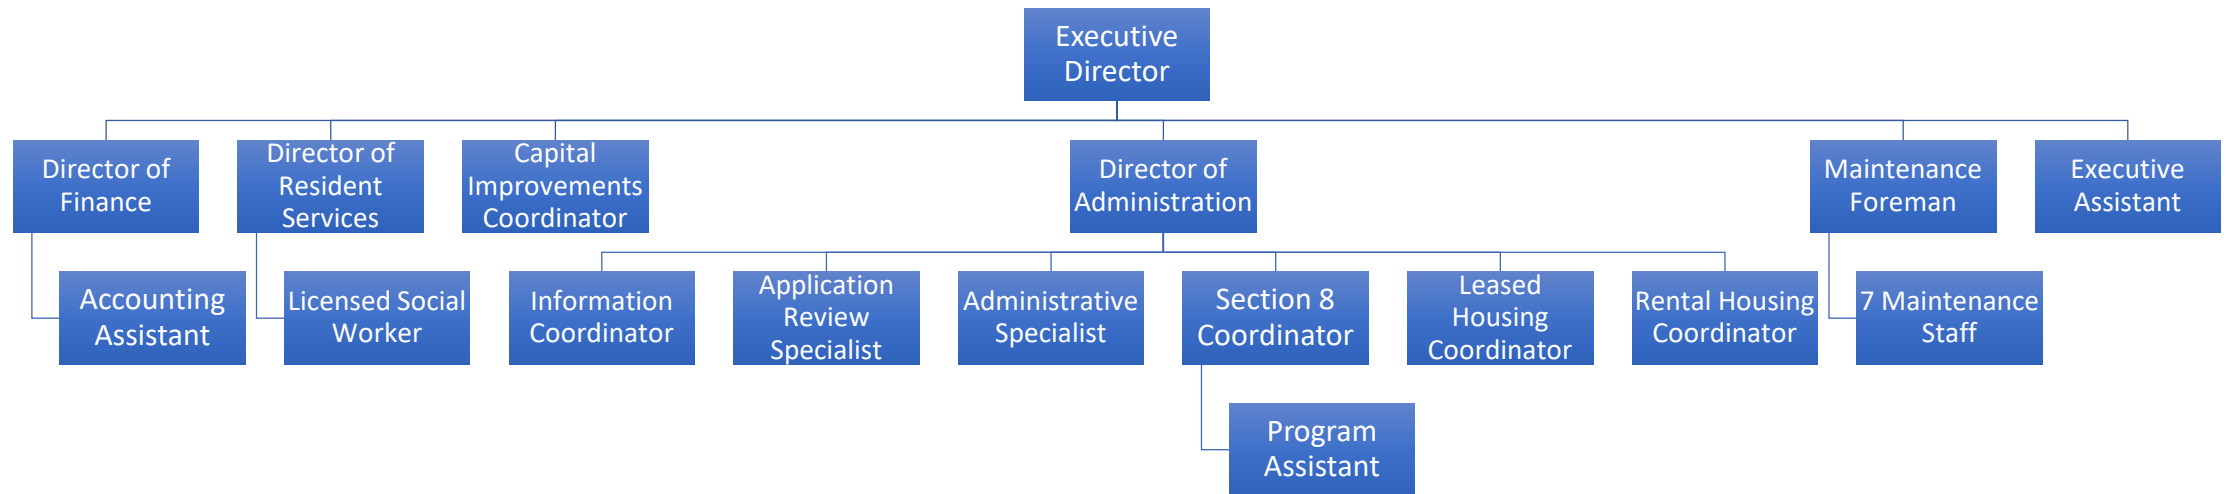 Executive
Director
Director of
Finance
Director of
Resident
Services
Capital
Improvements
Coordinator
Director of
Administration
Maintenance
Foreman
Executive
Assistant
Accounting
Assistant
Licensed Social
Worker
Information
Coordinator
Application
Review
Specialist
Administrative
Specialist
Section 8
Coordinator
Leased
Housing
Coordinator
Rental Housing
Coordinator
7 Maintenance
Staff
Program
Assistant